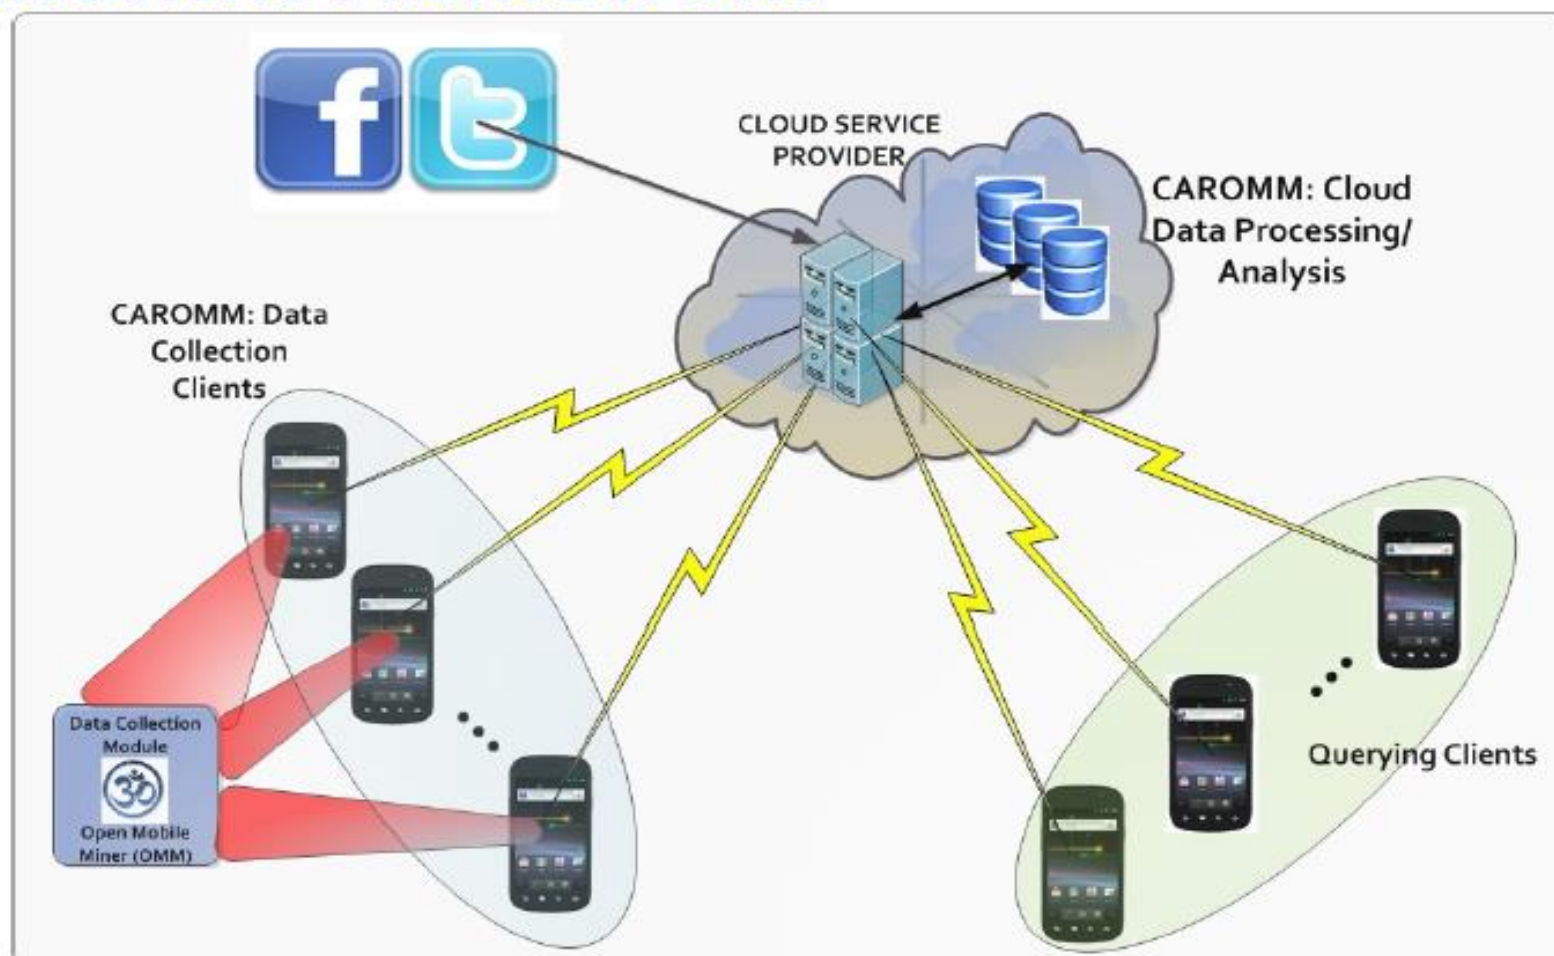 f
t
CLOUD SERVICE
PROVIDER
CAROMM: Cloud
Data Processing/
Analysis
CAROMM: Data
Collection
Clients
Data Collection
Module
ॐ
Open Mobile
Miner (OMM)
Querying Clients